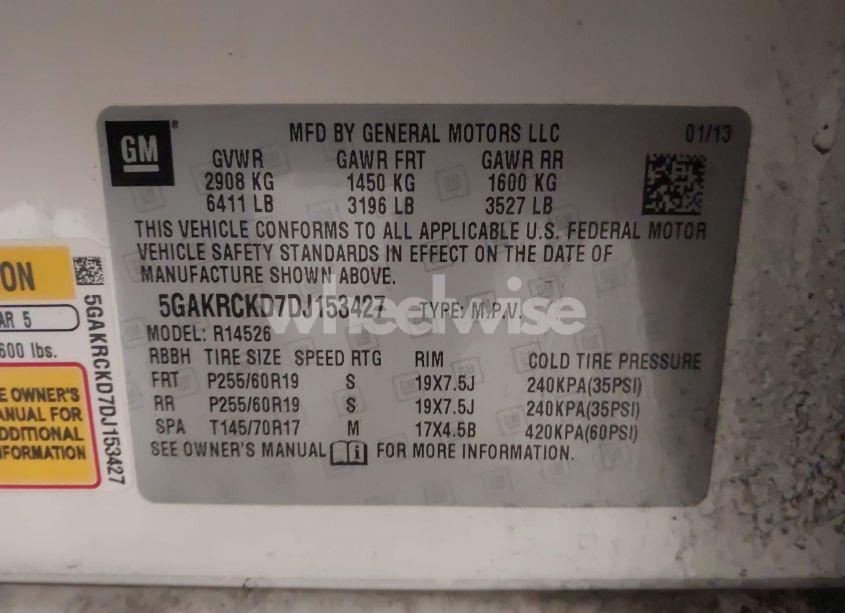 GM
MFD BY GENERAL MOTORS LLC 01/13
GVWR GAWR FRT GAWR RR
2908 KG 1450 KG 1600 KG
6411 LB 3196 LB 3527 LB
THIS VEHICLE CONFORMS TO ALL APPLICABLE U.S. FEDERAL MOTOR
VEHICLE SAFETY STANDARDS IN EFFECT ON THE DATE OF
MANUFACTURE SHOWN ABOVE.
5GAKRCKD7DJ153427 TYPE: M.P.V.
MODEL: R14526
RBBH TIRE SIZE SPEED RTG RIM COLD TIRE PRESSURE
FRT P255/60R19 S 19X7.5J 240KPA(35PSI)
RR P255/60R19 S 19X7.5J 240KPA(35PSI)
SPA T145/70R17 M 17X4.5B 420KPA(60PSI)
SEE OWNER'S MANUAL FOR MORE INFORMATION.
wheelwise
ON
AR 5
600 lbs.
E OWNER'S
ANUAL FOR
DDITIONAL
FORMATION
5GAKRCKD7DJ153427